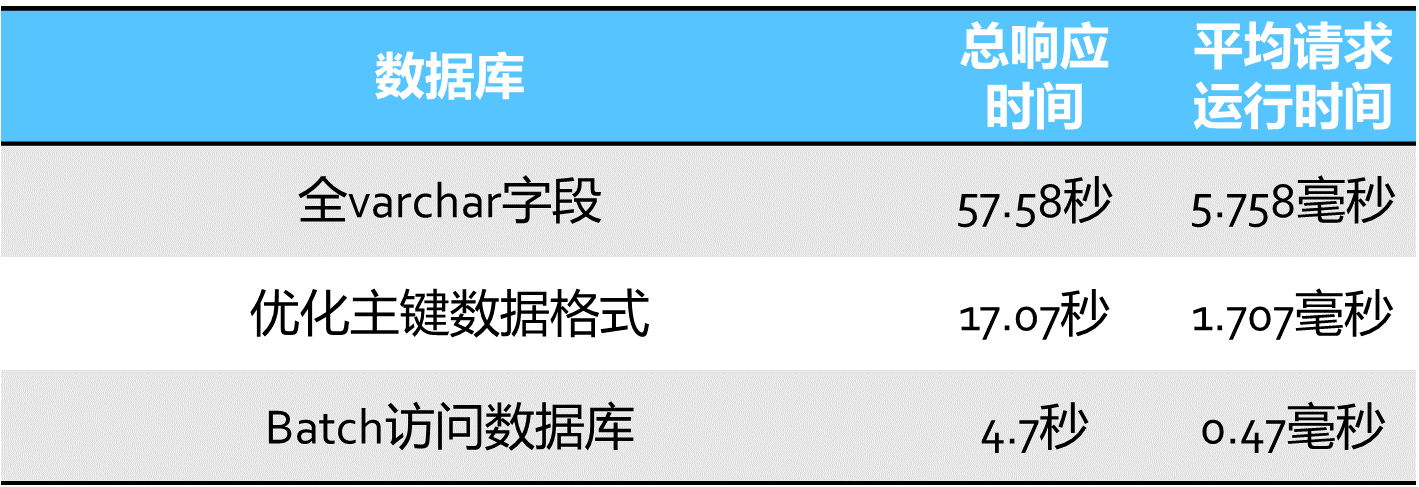 数据库 总响应时间 平均请求运行时间
全varchar字段 57.58秒 5.758毫秒
优化主键数据格式 17.07秒 1.707毫秒
Batch访问数据库 4.7秒 0.47毫秒